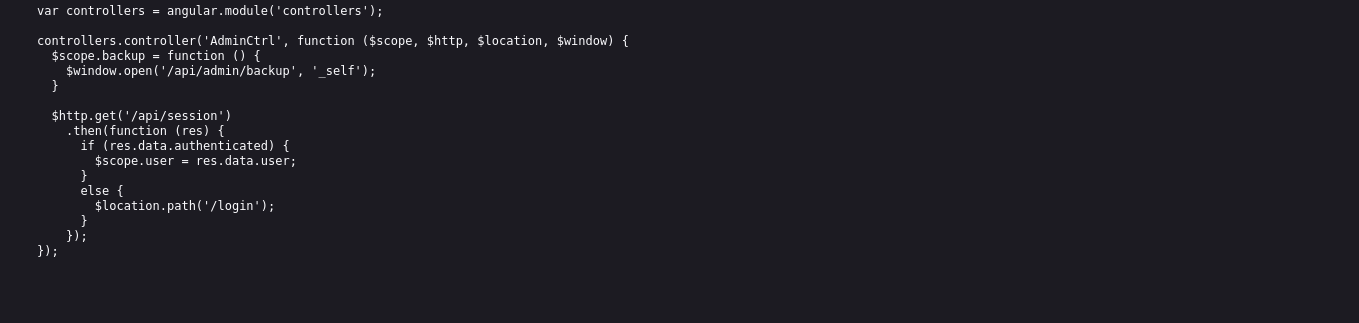 var controllers = angular.module('controllers');

controllers.controller('AdminCtrl', function ($scope, $http, $location, $window) {
  $scope.backup = function () {
    $window.open('/api/admin/backup', '_self');
  }

  $http.get('/api/session')
    .then(function (res) {
      if (res.data.authenticated) {
        $scope.user = res.data.user;
      }
      else {
        $location.path('/login');
      }
    });
});